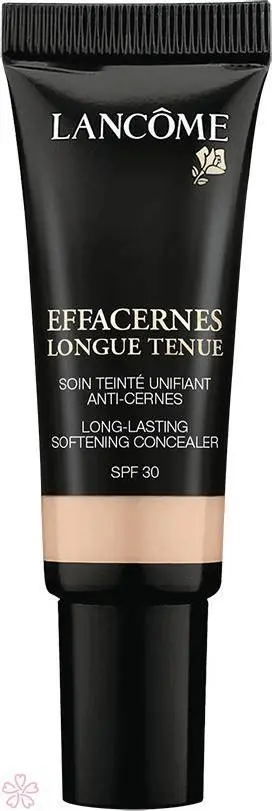 LANCÔME
EFFACERNES
LONGUE TENUE
SOIN TEINTÉ UNIFIANT
ANTI-CERNES
LONG-LASTING
SOFTENING CONCEALER
SPF 30